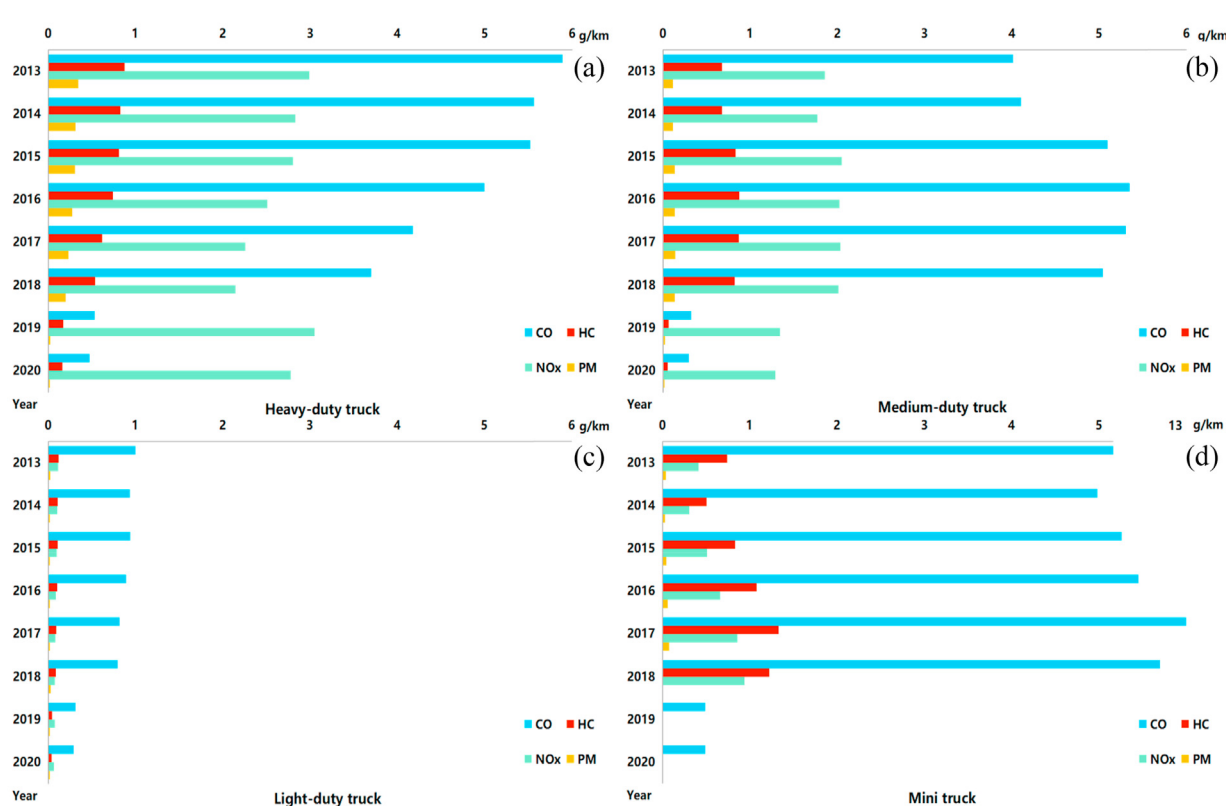 0 1 2 3 4 5 6 g/km
(a)
2013
2014
2015
2016
2017
2018
2019
2020
Year
CO HC
NOx PM
Heavy-duty truck
0 1 2 3 4 5 6 g/km
(b)
2013
2014
2015
2016
2017
2018
2019
2020
Year
CO HC
NOx PM
Medium-duty truck
0 1 2 3 4 5 6 g/km
(c)
2013
2014
2015
2016
2017
2018
2019
2020
Year
CO HC
NOx PM
Light-duty truck
0 1 2 3 4 5 13 g/km
(d)
2013
2014
2015
2016
2017
2018
2019
2020
Year
CO HC
NOx PM
Mini truck